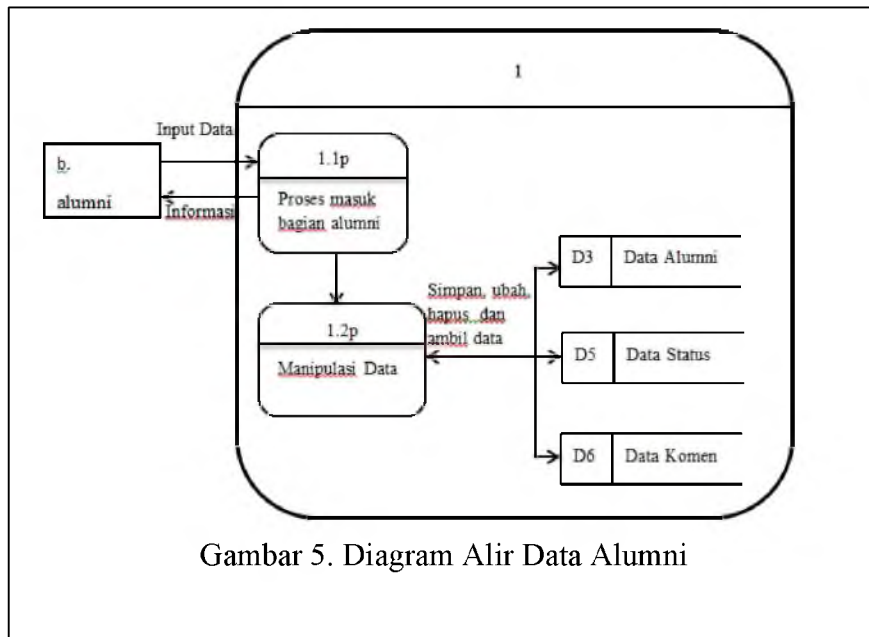 1
Input Data
b.
alumni
Informasi
1.1p
Proses masuk
bagian alumni
1.2p
Manipulasi Data
Simpan, ubah,
hapus dan
ambil data
D3 Data Alumni
D5 Data Status
D6 Data Komen
Gambar 5. Diagram Alir Data Alumni